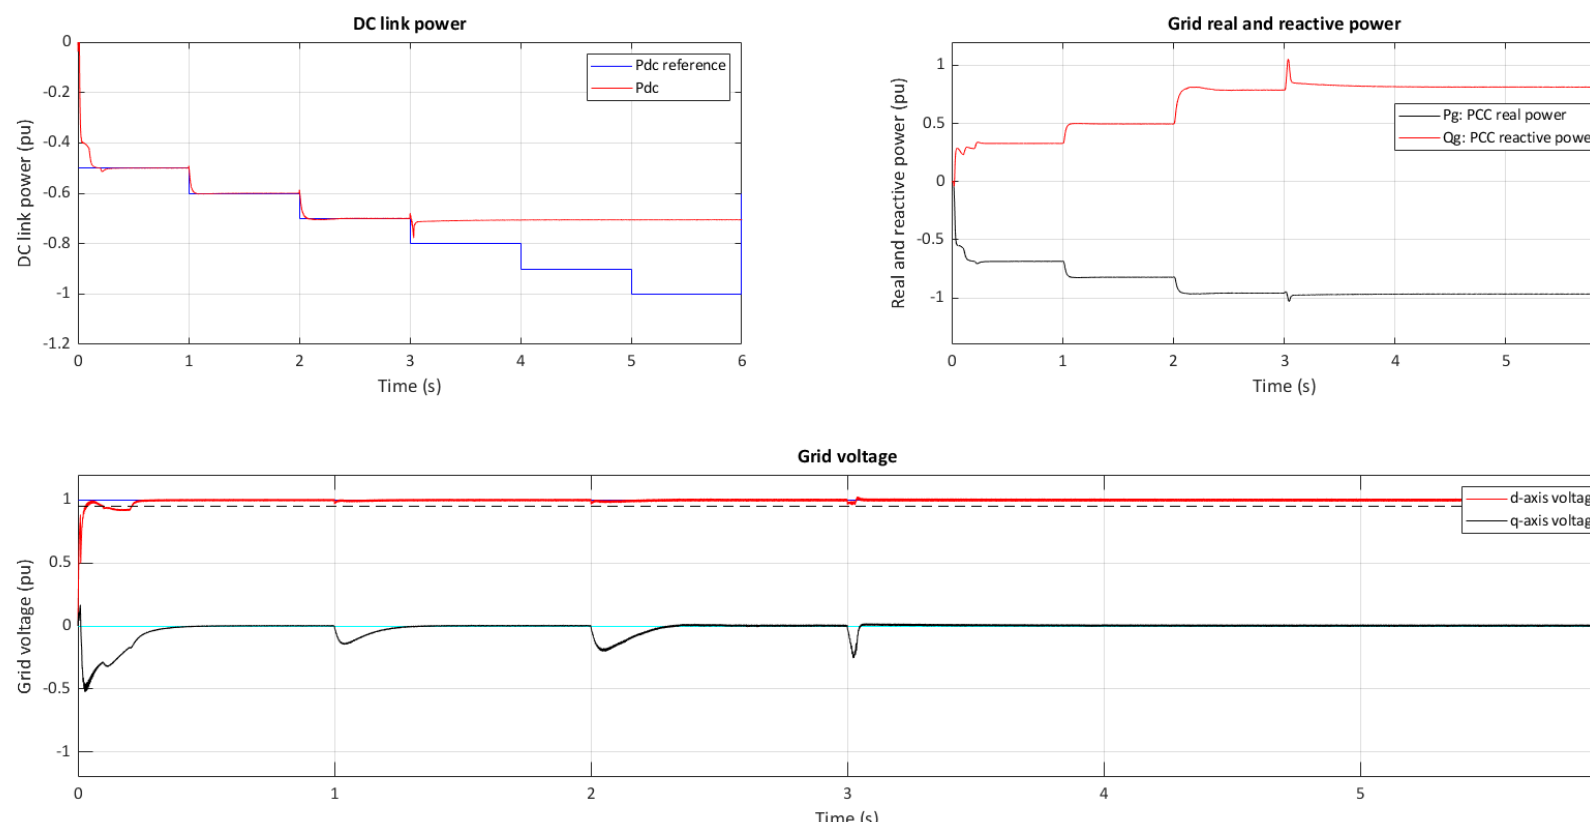 DC link power
0
-0.2
-0.4
-0.6
-0.8
-1
-1.2
DC link power (pu)
Pdc reference
Pdc
0 1 2 3 4 5 6
Time (s)
Grid real and reactive power
1
0.5
0
-0.5
-1
Real and reactive power (pu)
Pg: PCC real power
Qg: PCC reactive powe
0 1 2 3 4 5
Time (s)
Grid voltage
1
0.5
0
-0.5
-1
Grid voltage (pu)
d-axis voltag
q-axis voltag
0 1 2 3 4 5
Time (s)